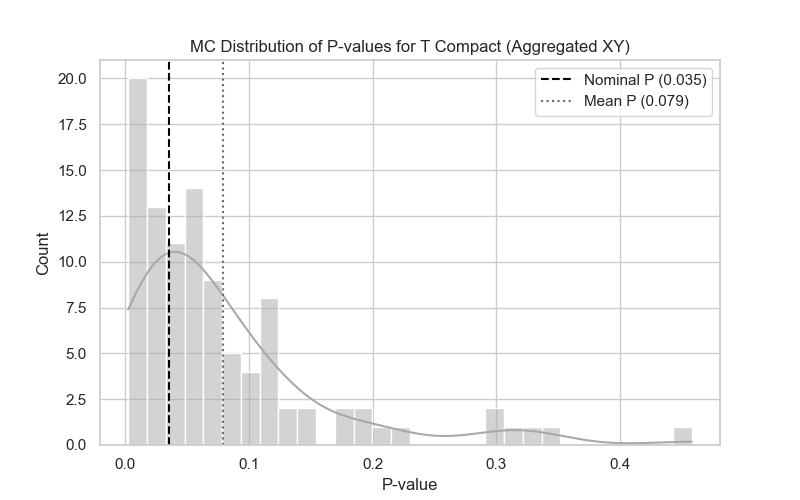 MC Distribution of P-values for T Compact (Aggregated XY)
Nominal P (0.035)
Mean P (0.079)
20.0
17.5
15.0
12.5
10.0
7.5
5.0
2.5
0.0
Count
0.0 0.1 0.2 0.3 0.4
P-value